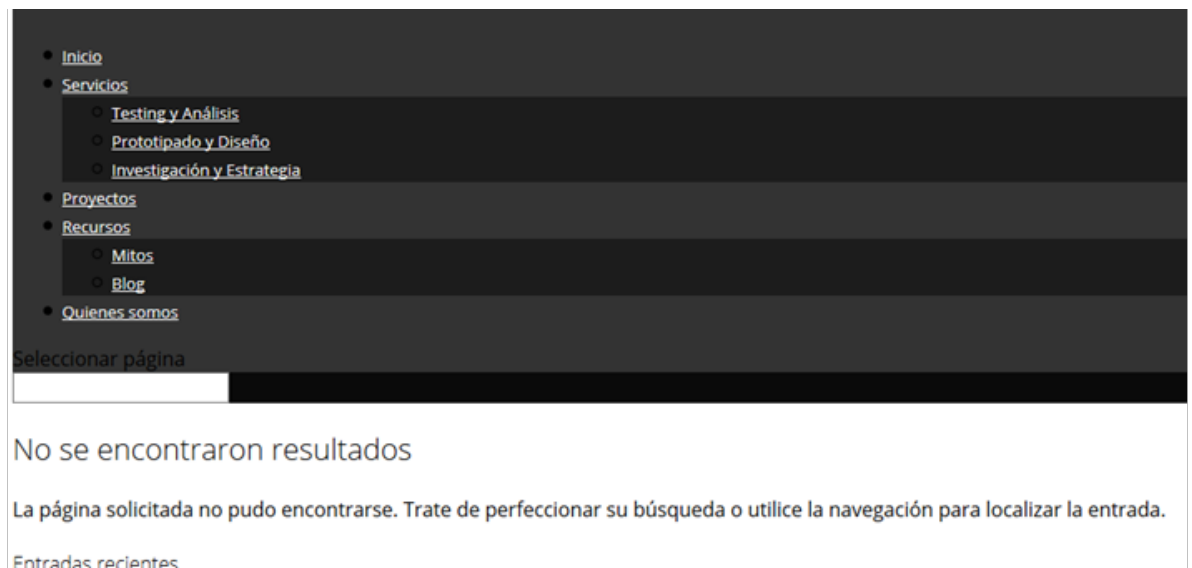 Inicio
Servicios
Testing y Análisis
Prototipado y Diseño
Investigación y Estrategia
Proyectos
Recursos
Mitos
Blog
Quienes somos
Seleccionar página
No se encontraron resultados
La página solicitada no pudo encontrarse. Trate de perfeccionar su búsqueda o utilice la navegación para localizar la entrada.
Entradas recientes